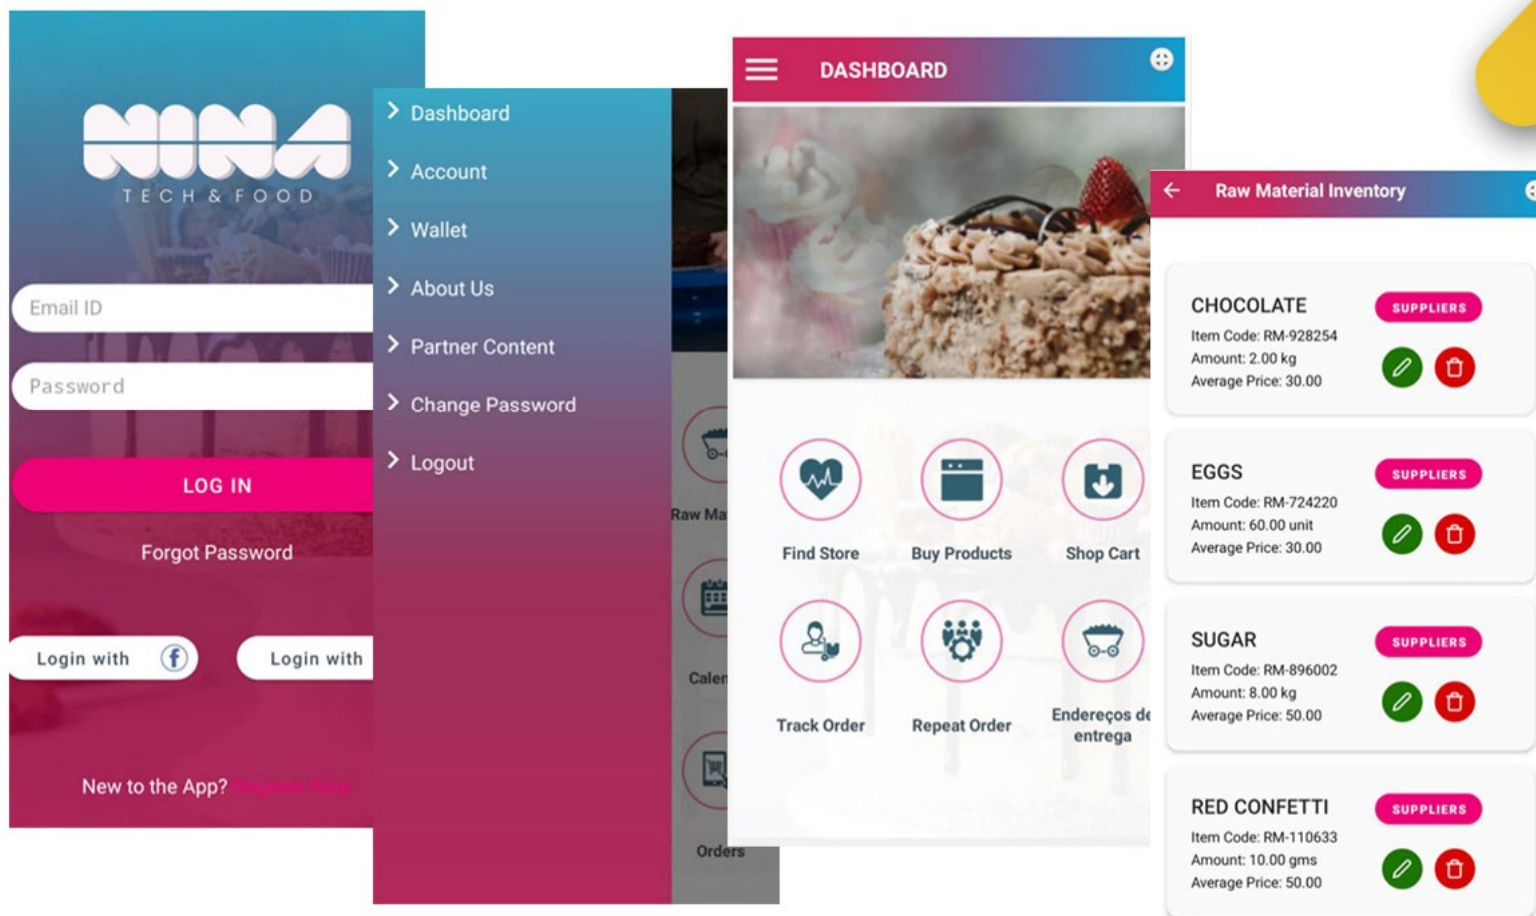 NINA
TECH & FOOD
Email ID
Password
LOG IN
Forgot Password
Login with
Login with
New to the App? Register Now
Dashboard
Account
Wallet
About Us
Partner Content
Change Password
Logout
Raw Ma
Calen
Orders
DASHBOARD
Find Store
Buy Products
Shop Cart
Track Order
Repeat Order
Endereços de
entrega
Raw Material Inventory
CHOCOLATE
SUPPLIERS
Item Code: RM-928254
Amount: 2.00 kg
Average Price: 30.00
EGGS
SUPPLIERS
Item Code: RM-724220
Amount: 60.00 unit
Average Price: 30.00
SUGAR
SUPPLIERS
Item Code: RM-896002
Amount: 8.00 kg
Average Price: 50.00
RED CONFETTI
SUPPLIERS
Item Code: RM-110633
Amount: 10.00 gms
Average Price: 50.00